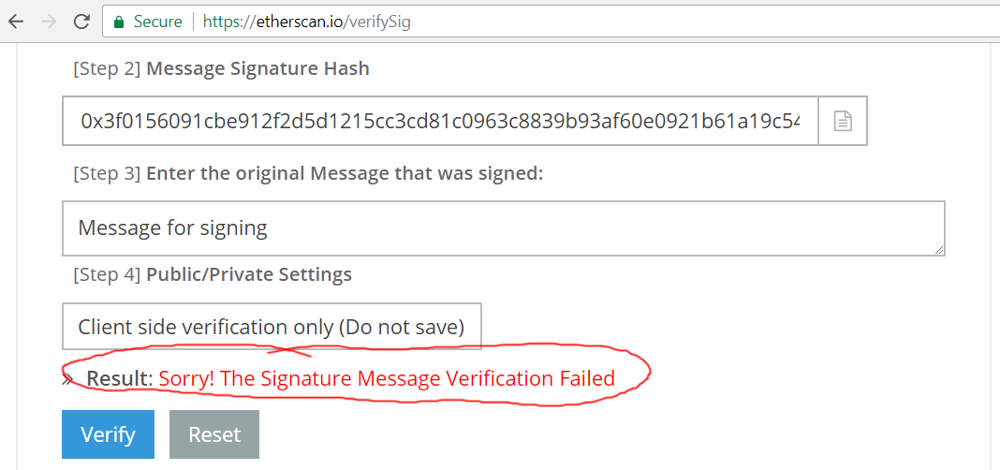 Secure https://etherscan.io/verifySig
[Step 2] Message Signature Hash
0x3f0156091cbe912f2d5d1215cc3cd81c0963c8839b93af60e0921b61a19c54
[Step 3] Enter the original Message that was signed:
Message for signing
[Step 4] Public/Private Settings
Client side verification only (Do not save)
» Result: Sorry! The Signature Message Verification Failed
Verify Reset